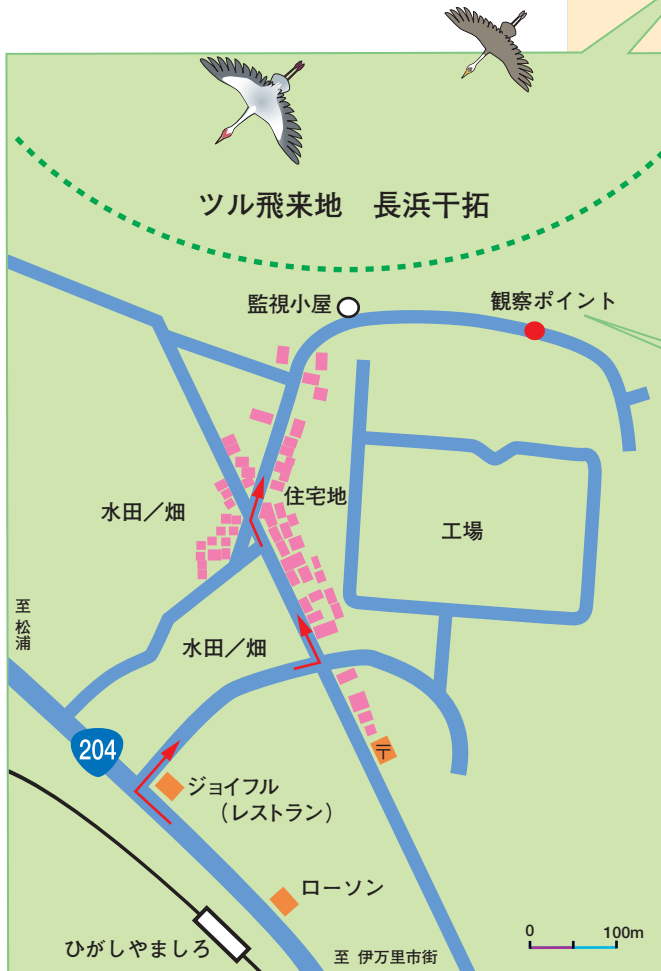 ツル飛来地 長浜干拓
監視小屋
観察ポイント
水田／畑
住宅地
工場
至 松浦
水田／畑
204
〒
ジョイフル
（レストラン）
ローソン
ひがしやましろ
至 伊万里市街
0 100m